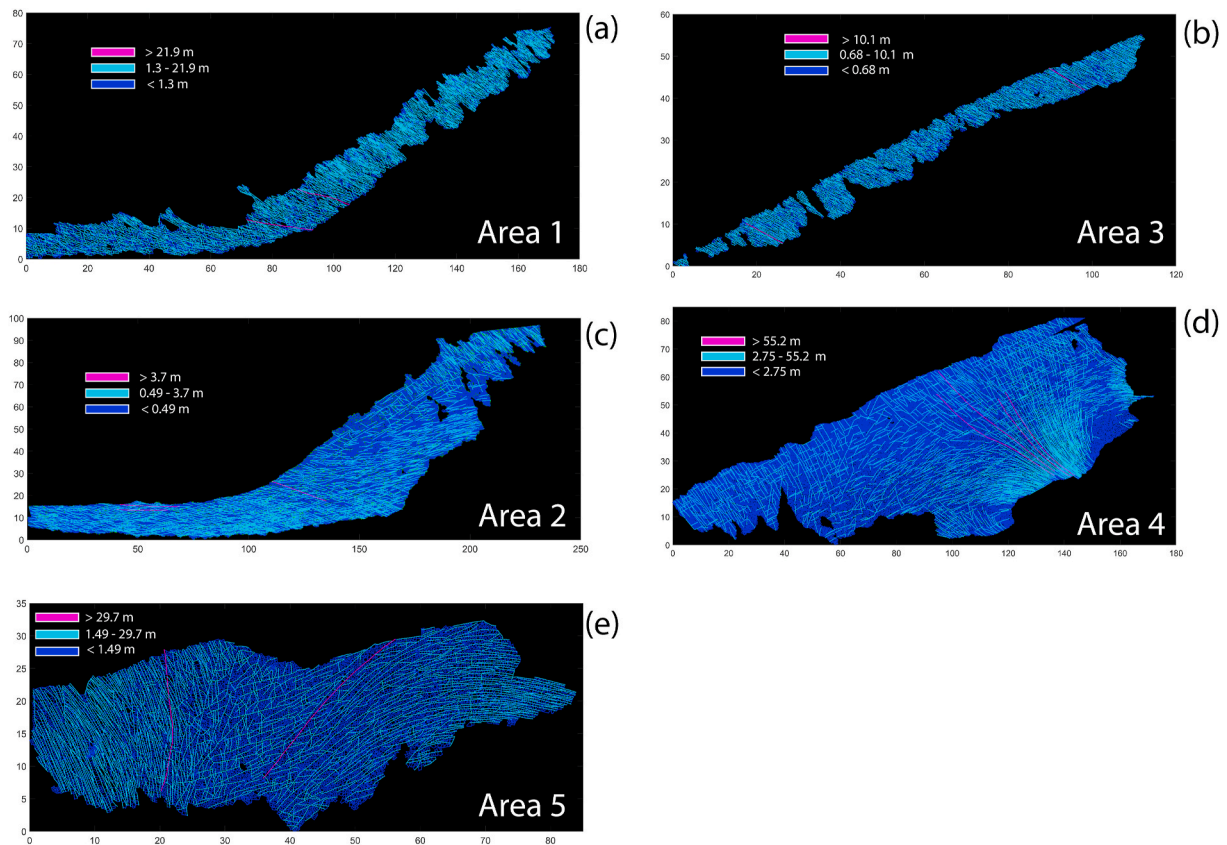 80
70
60
50
40
30
20
10
0
0 20 40 60 80 100 120 140 160 180
> 21.9 m
1.3 - 21.9 m
< 1.3 m
(a)
Area 1
60
50
40
30
20
10
0
0 20 40 60 80 100 120
> 10.1 m
0.68 - 10.1 m
< 0.68 m
(b)
Area 3
100
90
80
70
60
50
40
30
20
10
0
0 50 100 150 200 250
> 3.7 m
0.49 - 3.7 m
< 0.49 m
(c)
Area 2
80
70
60
50
40
30
20
10
0
0 20 40 60 80 100 120 140 160 180
> 55.2 m
2.75 - 55.2 m
< 2.75 m
(d)
Area 4
35
30
25
20
15
10
5
0
0 10 20 30 40 50 60 70 80
> 29.7 m
1.49 - 29.7 m
< 1.49 m
(e)
Area 5